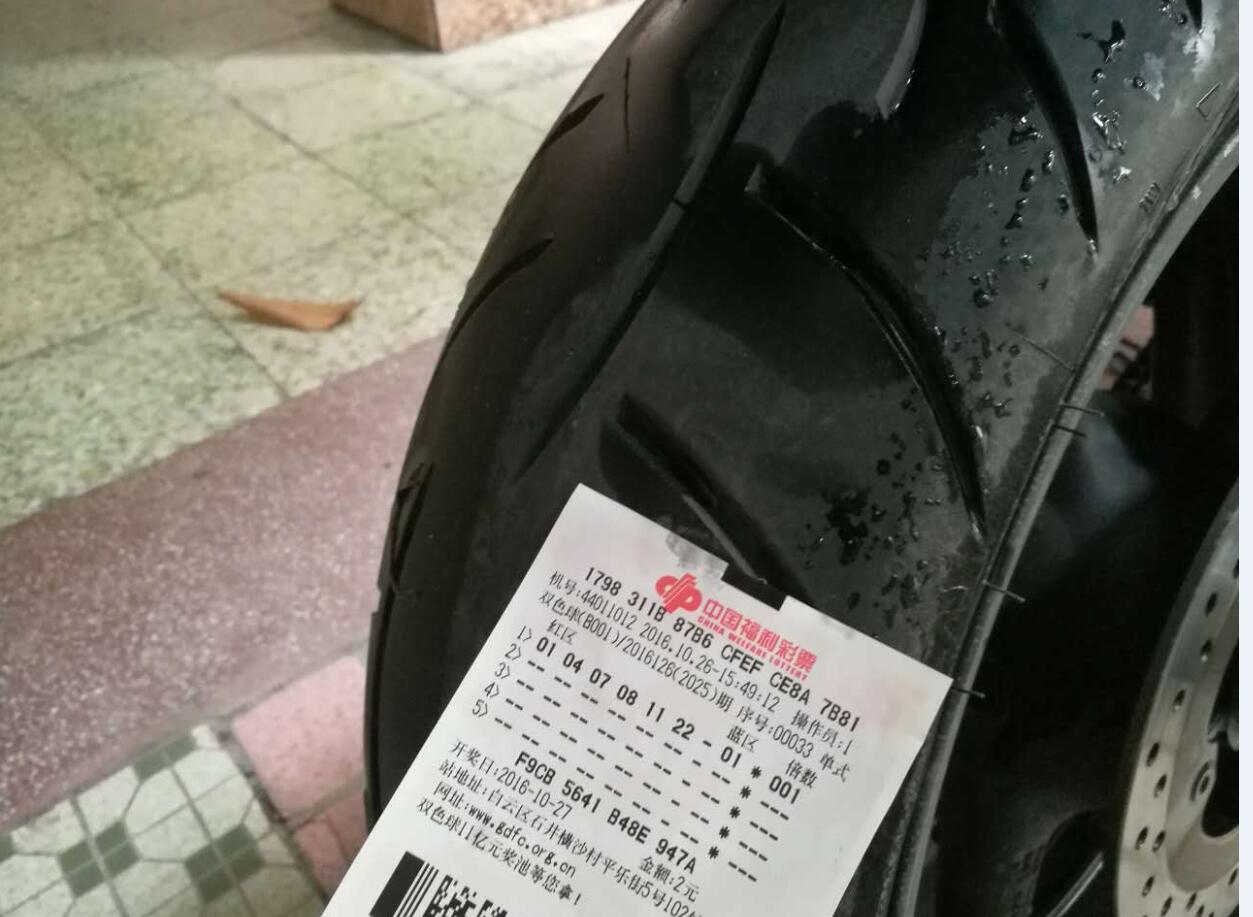 中国福利彩票
CHINA WELFARE LOTTERY
1798 311B 87B6 CFEF CE8A 7B81
机号:44011012 2016.10.26-15:49:12 操作员:1
双色球(B001)/2016126(2025)期 序号:00033 单式
红区 蓝区 倍数
1> 01 04 07 08 11 22 - 01 * 001
2> -- -- -- -- -- -- - -- * ---
3> -- -- -- -- -- -- - -- * ---
4> -- -- -- -- -- -- - -- * ---
5> -- -- -- -- -- -- - -- * ---
F9CB 5641 B48E 947A
开奖日:2016-10-27 金额:2元
站地址:白云区石井横沙村平乐街5号102
网址:www.gdfc.org.cn
双色球11亿元奖池等您拿!